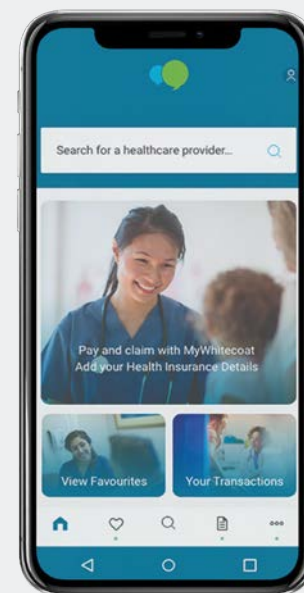 Search for a healthcare provider...
Pay and claim with MyWhitecoat
Add your Health Insurance Details
View Favourites
Your Transactions